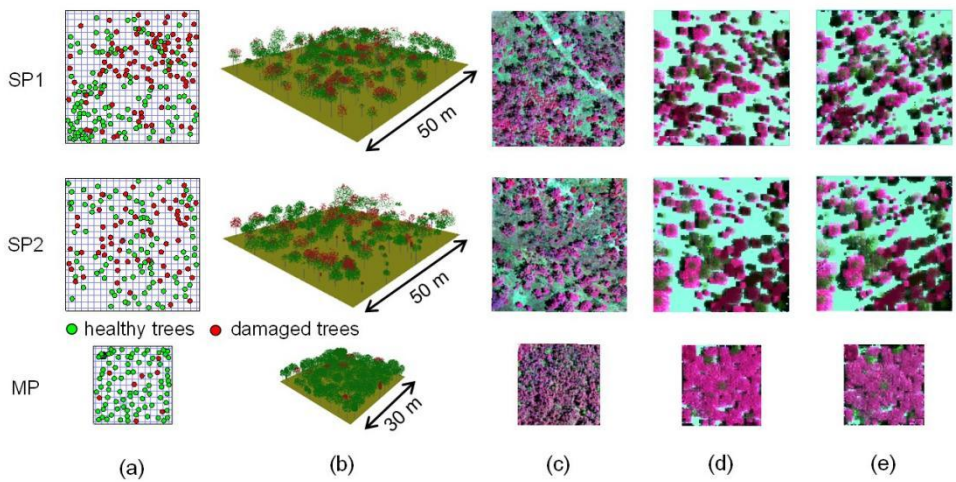 SP1
50 m
SP2
50 m
healthy trees damaged trees
MP
30 m
(a) (b) (c) (d) (e)